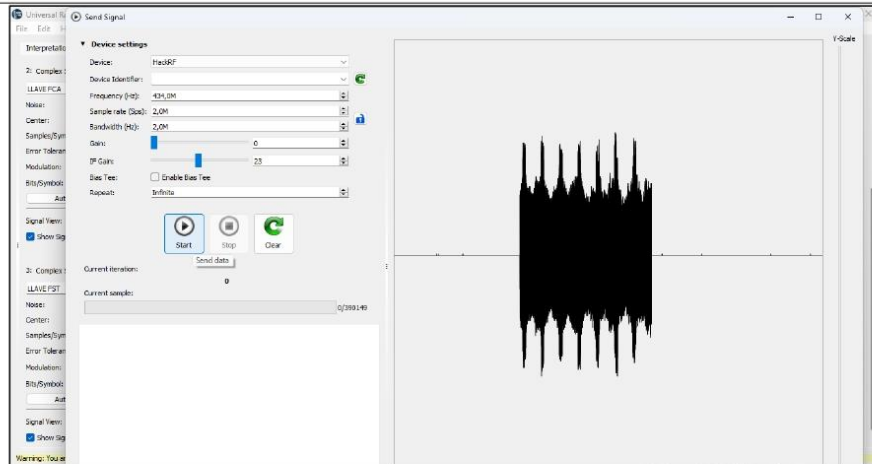 Universal Ra
Send Signal
File Edit
Interpretatio
2: Complex
LLAVE FCA
Noise:
Center:
Samples/Sym
Error Toleran
Modulation:
Bits/Symbol:
Aut
Signal View:
Show Sig
3: Complex
LLAVE PST
Noise:
Center:
Samples/Sym
Error Toleran
Modulation:
Bits/Symbol:
Aut
Signal View:
Show Sig
Warning: You ar
Device settings
Device: HackRF
Device Identifier:
Frequency (Hz): 434,0M
Sample rate (Sps): 2,0M
Bandwidth (Hz): 2,0M
Gain: 0
IF Gain: 23
Bias Tee: Enable Bias Tee
Repeat: Infinite
Start Stop Clear
Send data
Current iteration:
0
Current sample:
0/390149
Y-Scale